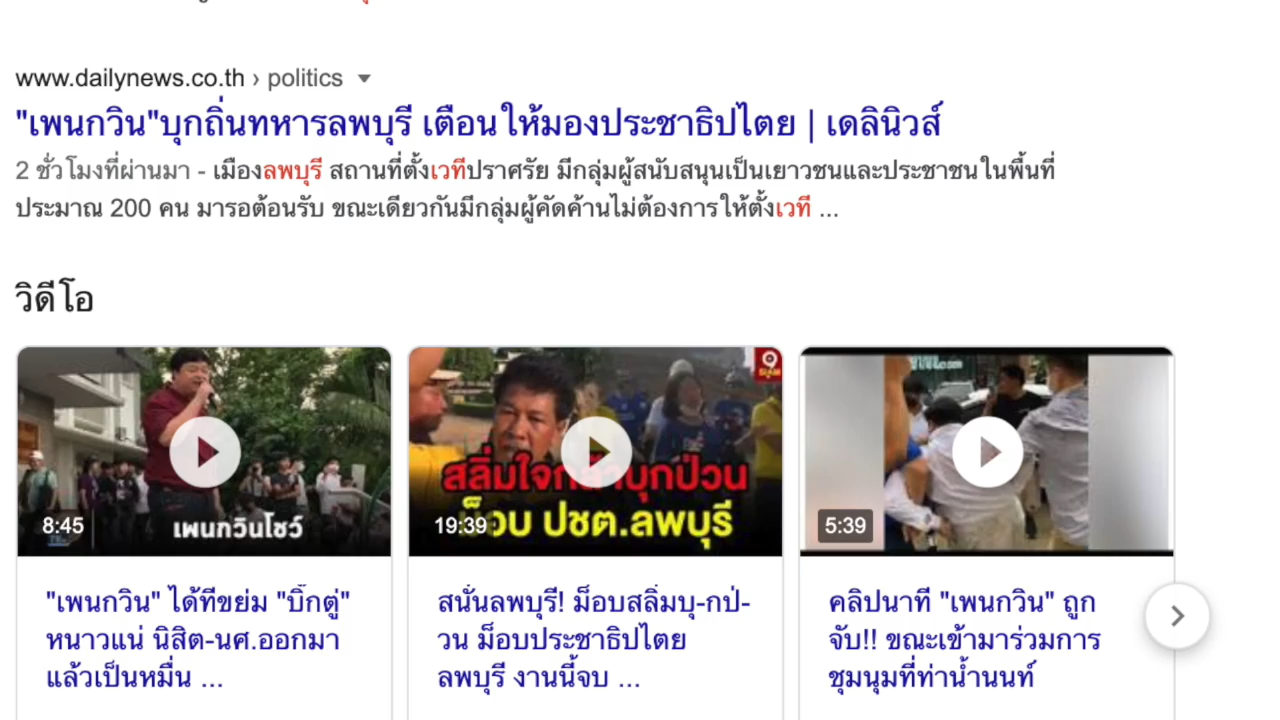 www.dailynews.co.th › politics
"เพนกวิน"บุกถิ่นทหารลพบุรี เตือนให้มองประชาธิปไตย | เดลินิวส์
2 ชั่วโมงที่ผ่านมา - เมืองลพบุรี สถานที่ตั้งเวทีปราศรัย มีกลุ่มผู้สนับสนุนเป็นเยาวชนและประชาชนในพื้นที่
ประมาณ 200 คน มารอต้อนรับ ขณะเดียวกันมีกลุ่มผู้คัดค้านไม่ต้องการให้ตั้งเวที ...
วิดีโอ
8:45
เพนกวินโชว์
SIAM
สลิ่มใจกล้าบุกป่วน
19:39
ม็อบ ปชต.ลพบุรี
5:39
"เพนกวิน" ได้ทีขย่ม "บิ๊กตู่"
หนาวแน่ นิสิต-นศ.ออกมา
แล้วเป็นหมื่น ...
สนั่นลพบุรี! ม็อบสลิ่มบุ-กป่-
วน ม็อบประชาธิปไตย
ลพบุรี งานนี้จบ ...
คลิปนาที "เพนกวิน" ถูก
จับ!! ขณะเข้ามาร่วมการ
ชุมนุมที่ท่าน้ำนนท์